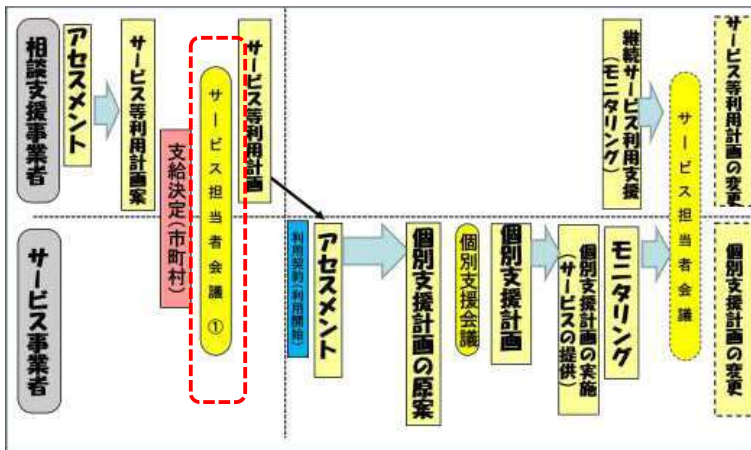 相談支援事業者
アセスメント
サービス等利用計画案
支給決定(市町村)
サービス担当者会議 ①
サービス等利用計画
継続サービス利用支援
(モニタリング)
サービス担当者会議
サービス等利用計画の変更
サービス事業者
利用契約(利用開始)
アセスメント
個別支援計画の原案
個別支援会議
個別支援計画
個別支援計画の実施
(サービスの提供)
モニタリング
個別支援計画の変更